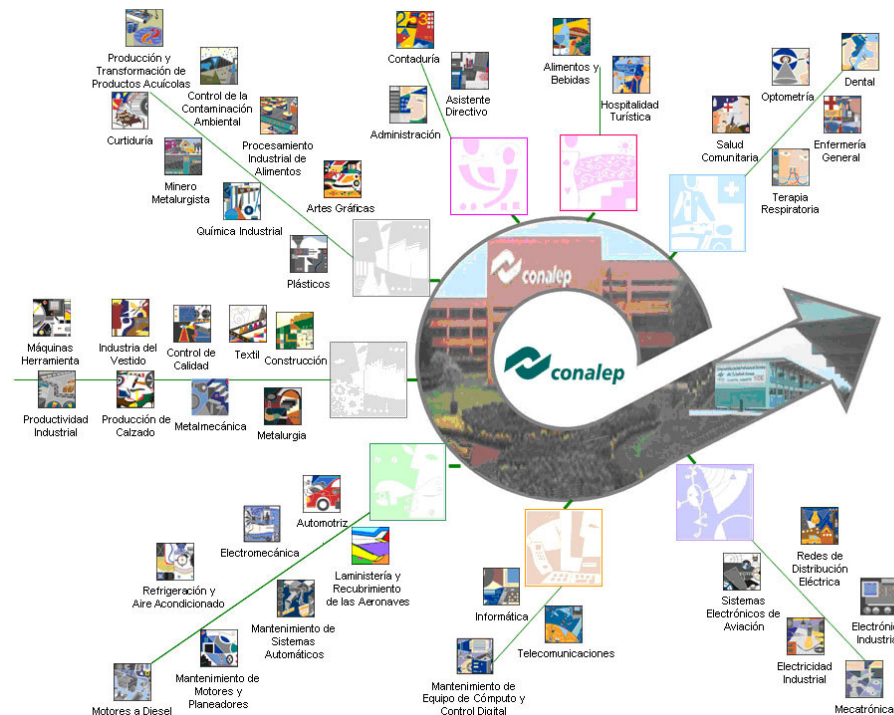 Producción y
Transformación de
Productos Acuícolas
Control de la
Contaminación
Ambiental
Curtiduría
Procesamiento
Industrial de
Alimentos
Minero
Metalurgista
Química Industrial
Artes Gráficas
Plásticos
Contaduría
Asistente
Directivo
Administración
Alimentos y
Bebidas
Hospitalidad
Turística
Optometría
Dental
Salud
Comunitaria
Enfermería
General
Terapia
Respiratoria
conalep
conalep
Máquinas
Herramienta
Industria del
Vestido
Control de
Calidad
Textil
Construcción
Productividad
Industrial
Producción de
Calzado
Metalmecánica
Metalurgia
Automotriz
Electromecánica
Laministería y
Recubrimiento
de las Aeronaves
Refrigeración y
Aire Acondicionado
Mantenimiento de
Sistemas
Automáticos
Mantenimiento de
Motores y
Planeadores
Motores a Diesel
Informática
Telecomunicaciones
Mantenimiento de
Equipo de Cómputo y
Control Digital
Redes de
Distribución
Eléctrica
Sistemas
Electrónicos de
Aviación
Electrónic
Industria
Electricidad
Industrial
Mecatrónica